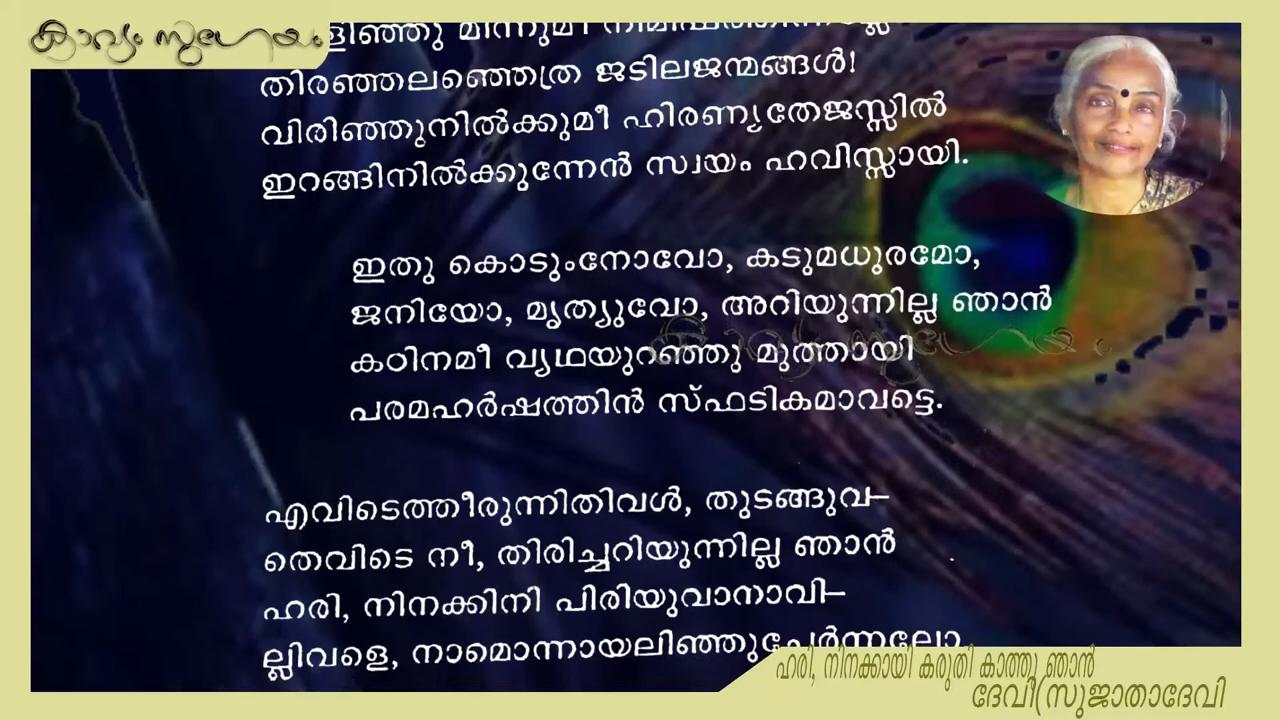 കാവ്യം സുഗേയം
തിരഞ്ഞലഞ്ഞെത്ര ജടിലജന്മങ്ങൾ!
വിരിഞ്ഞുനിൽക്കുമീ ഹിരണ്യതേജസ്സിൽ
ഇറങ്ങിനിൽക്കുന്നേൻ സ്വയം ഹവിസ്സായി.
ഇതു കൊടുംനോവോ, കടുമധുരമോ,
ജനിയോ, മൃത്യുവോ, അറിയുന്നില്ല ഞാൻ
കഠിനമീ വ്യഥയുറഞ്ഞു മുത്തായി
പരമഹർഷത്തിൻ സ്ഫടികമാവട്ടെ.
എവിടെത്തീരുന്നിതിവൾ, തുടങ്ങുവ–
തെവിടെ നീ, തിരിച്ചറിയുന്നില്ല ഞാൻ
ഹരി, നിനക്കിനി പിരിയുവാനാവി–
ല്ലിവളെ, നാമൊന്നായലിഞ്ഞുചേർന്നല്ലോ
ഹരി, നിനക്കായി കരുതി കാത്തു ഞാൻ
ദേവി(സുജാതാദേവി